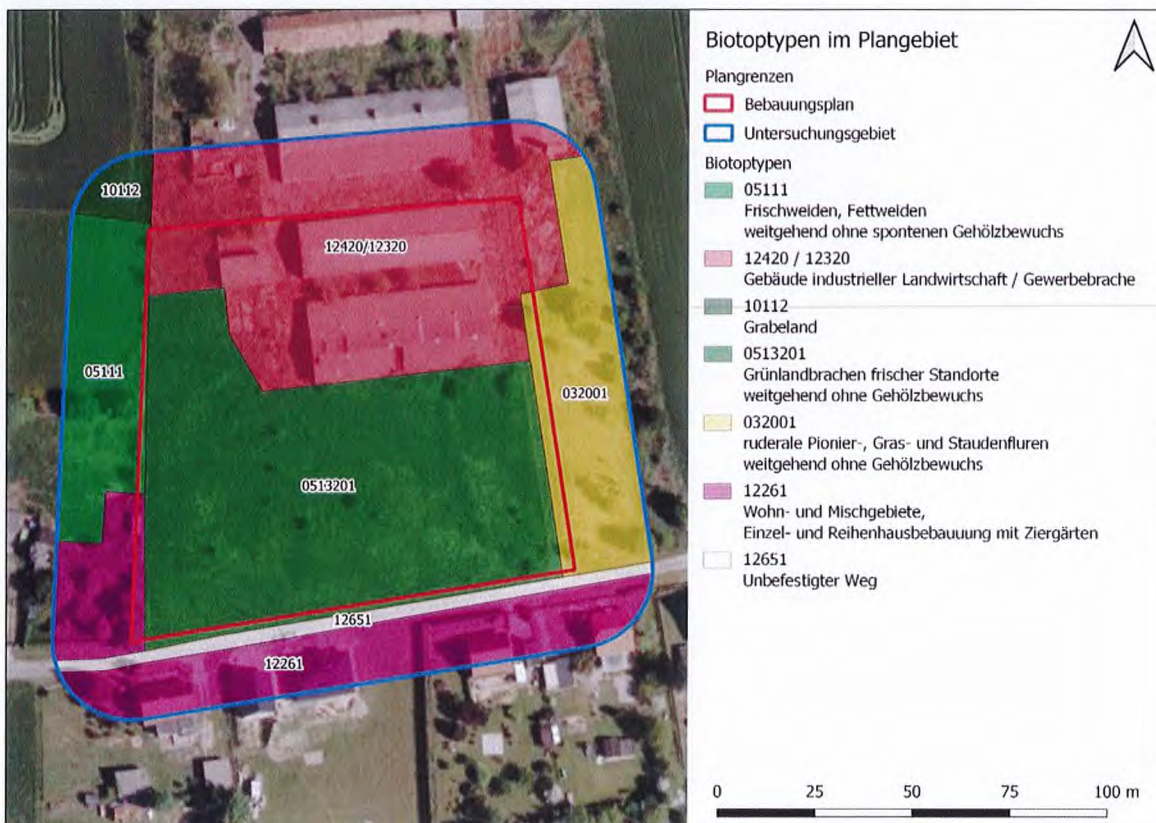 10112
12420/12320
05111
032001
0513201
12651
12261
Biotoptypen im Plangebiet
Plangrenzen
Bebauungsplan
Untersuchungsgebiet
Biotoptypen
05111
Frischweiden, Fettweiden
weitgehend ohne spontenen Gehölzbewuchs
12420 / 12320
Gebäude industrieller Landwirtschaft / Gewerbebrache
10112
Grabeland
0513201
Grünlandbrachen frischer Standorte
weitgehend ohne Gehölzbewuchs
032001
ruderale Pionier-, Gras- und Staudenfluren
weitgehend ohne Gehölzbewuchs
12261
Wohn- und Mischgebiete,
Einzel- und Reihenhausbebauuung mit Ziergärten
12651
Unbefestigter Weg
0 25 50 75 100 m